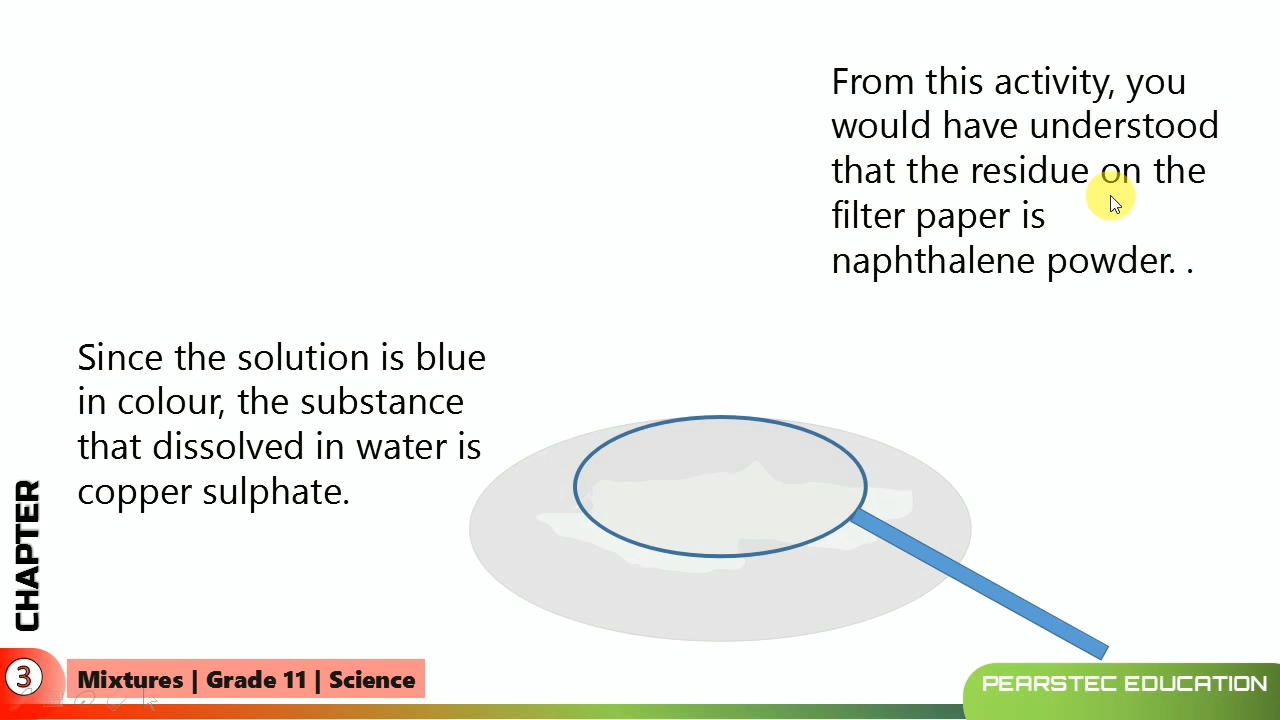 From this activity, you
would have understood
that the residue on the
filter paper is
naphthalene powder. .
Since the solution is blue
in colour, the substance
that dissolved in water is
copper sulphate.
CHAPTER
3
Mixtures | Grade 11 | Science
PEARSTEC EDUCATION